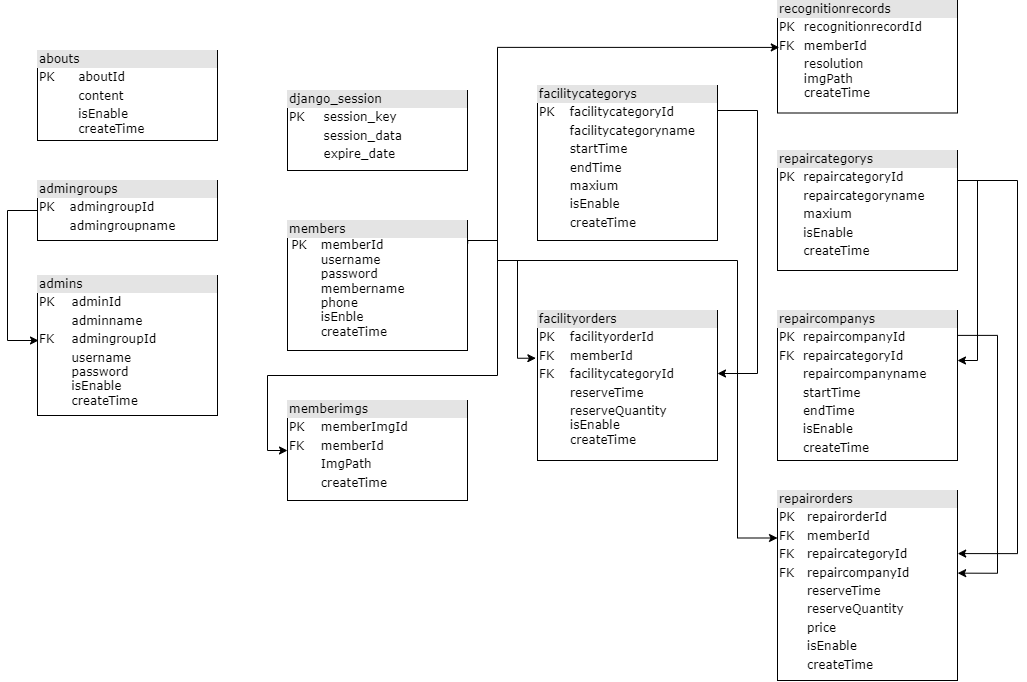 abouts
PK aboutId
content
isEnable
createTime
admingroups
PK admingroupId
admingroupname
admins
PK adminId
adminname
FK admingroupId
username
password
isEnable
createTime
django_session
PK session_key
session_data
expire_date
members
PK memberId
username
password
membername
phone
isEnble
createTime
memberimgs
PK memberImgId
FK memberId
ImgPath
createTime
facilitycategorys
PK facilitycategoryId
facilitycategoryname
startTime
endTime
maxium
isEnable
createTime
facilityorders
PK facilityorderId
FK memberId
FK facilitycategoryId
reserveTime
reserveQuantity
isEnable
createTime
recognitionrecords
PK recognitionrecordId
FK memberId
resolution
imgPath
createTime
repaircategorys
PK repaircategoryId
repaircategoryname
maxium
isEnable
createTime
repaircompanys
PK repaircompanyId
FK repaircategoryId
repaircompanyname
startTime
endTime
isEnable
createTime
repairorders
PK repairorderId
FK memberId
FK repaircategoryId
FK repaircompanyId
reserveTime
reserveQuantity
price
isEnable
createTime